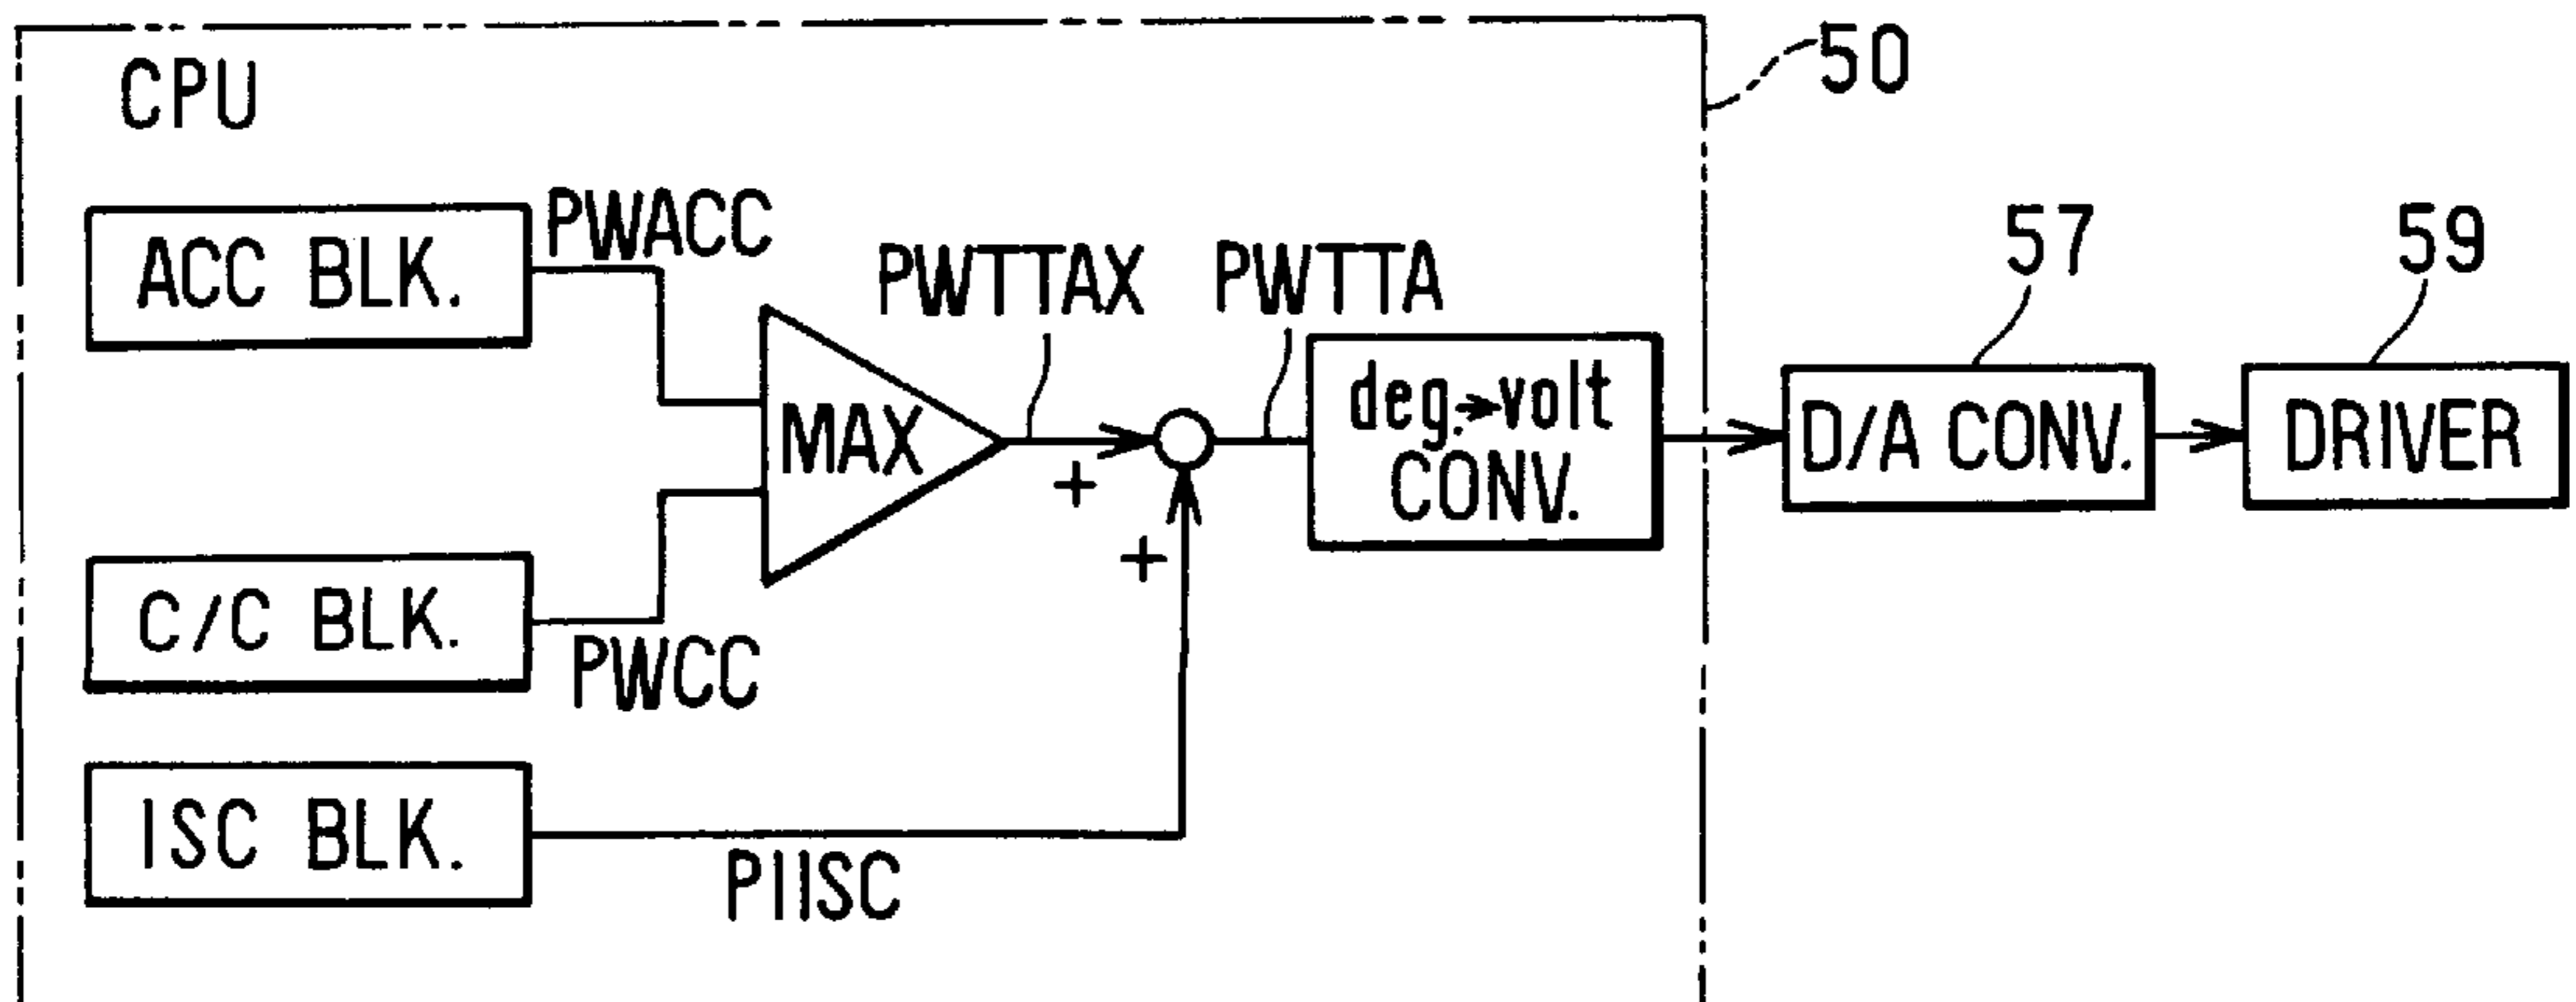 CPU
50
ACC BLK.
PWACC
57
59
PWTTAX
PWTTA
MAX
deg.→volt
CONV.
D/A CONV.
DRIVER
+
+
C/C BLK.
PWCC
ISC BLK.
PIISC